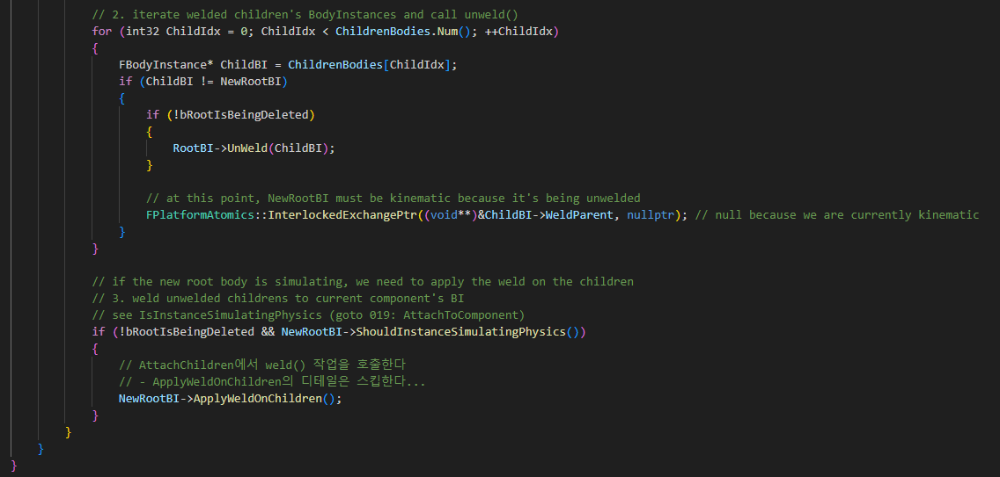 // 2. iterate welded children's BodyInstances and call unweld()
for (int32 ChildIdx = 0; ChildIdx < ChildrenBodies.Num(); ++ChildIdx)
{
FBodyInstance* ChildBI = ChildrenBodies[ChildIdx];
if (ChildBI != NewRootBI)
{
if (!bRootIsBeingDeleted)
{
RootBI->UnWeld(ChildBI);
}
// at this point, NewRootBI must be kinematic because it's being unwelded
FPlatformAtomics::InterlockedExchangePtr((void**)&ChildBI->WeldParent, nullptr); // null because we are currently kinematic
}
}
// if the new root body is simulating, we need to apply the weld on the children
// 3. weld unwelded childrens to current component's BI
// see IsInstanceSimulatingPhysics (goto 019: AttachToComponent)
if (!bRootIsBeingDeleted && NewRootBI->ShouldInstanceSimulatingPhysics())
{
// AttachChildren에서 weld() 작업을 호출한다
// - ApplyWeldOnChildren의 디테일은 스킵한다...
NewRootBI->ApplyWeldOnChildren();
}
}
}
}